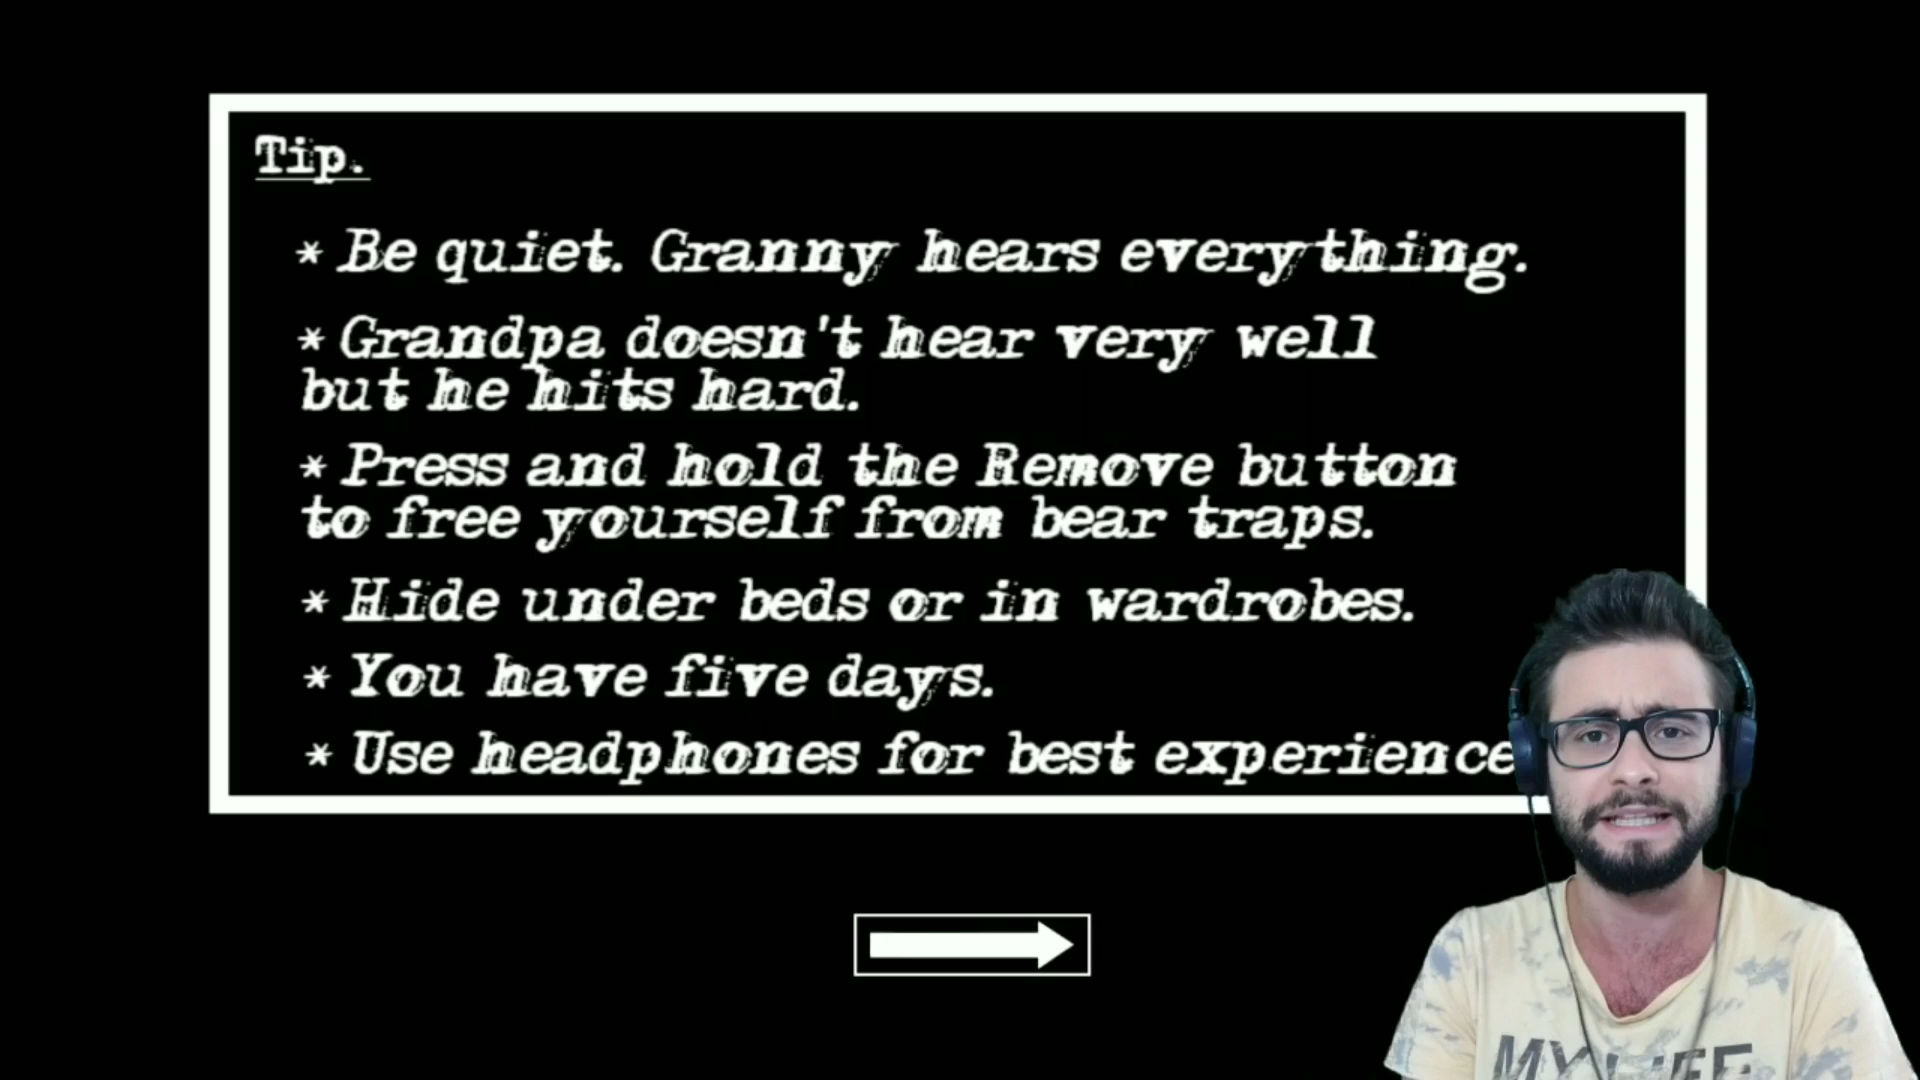 Tip.
* Be quiet. Granny hears everything.
* Grandpa doesn't hear very well
but he hits hard.
* Press and hold the Remove button
to free yourself from bear traps.
* Hide under beds or in wardrobes.
* You have five days.
* Use headphones for best experience
MY LIFE